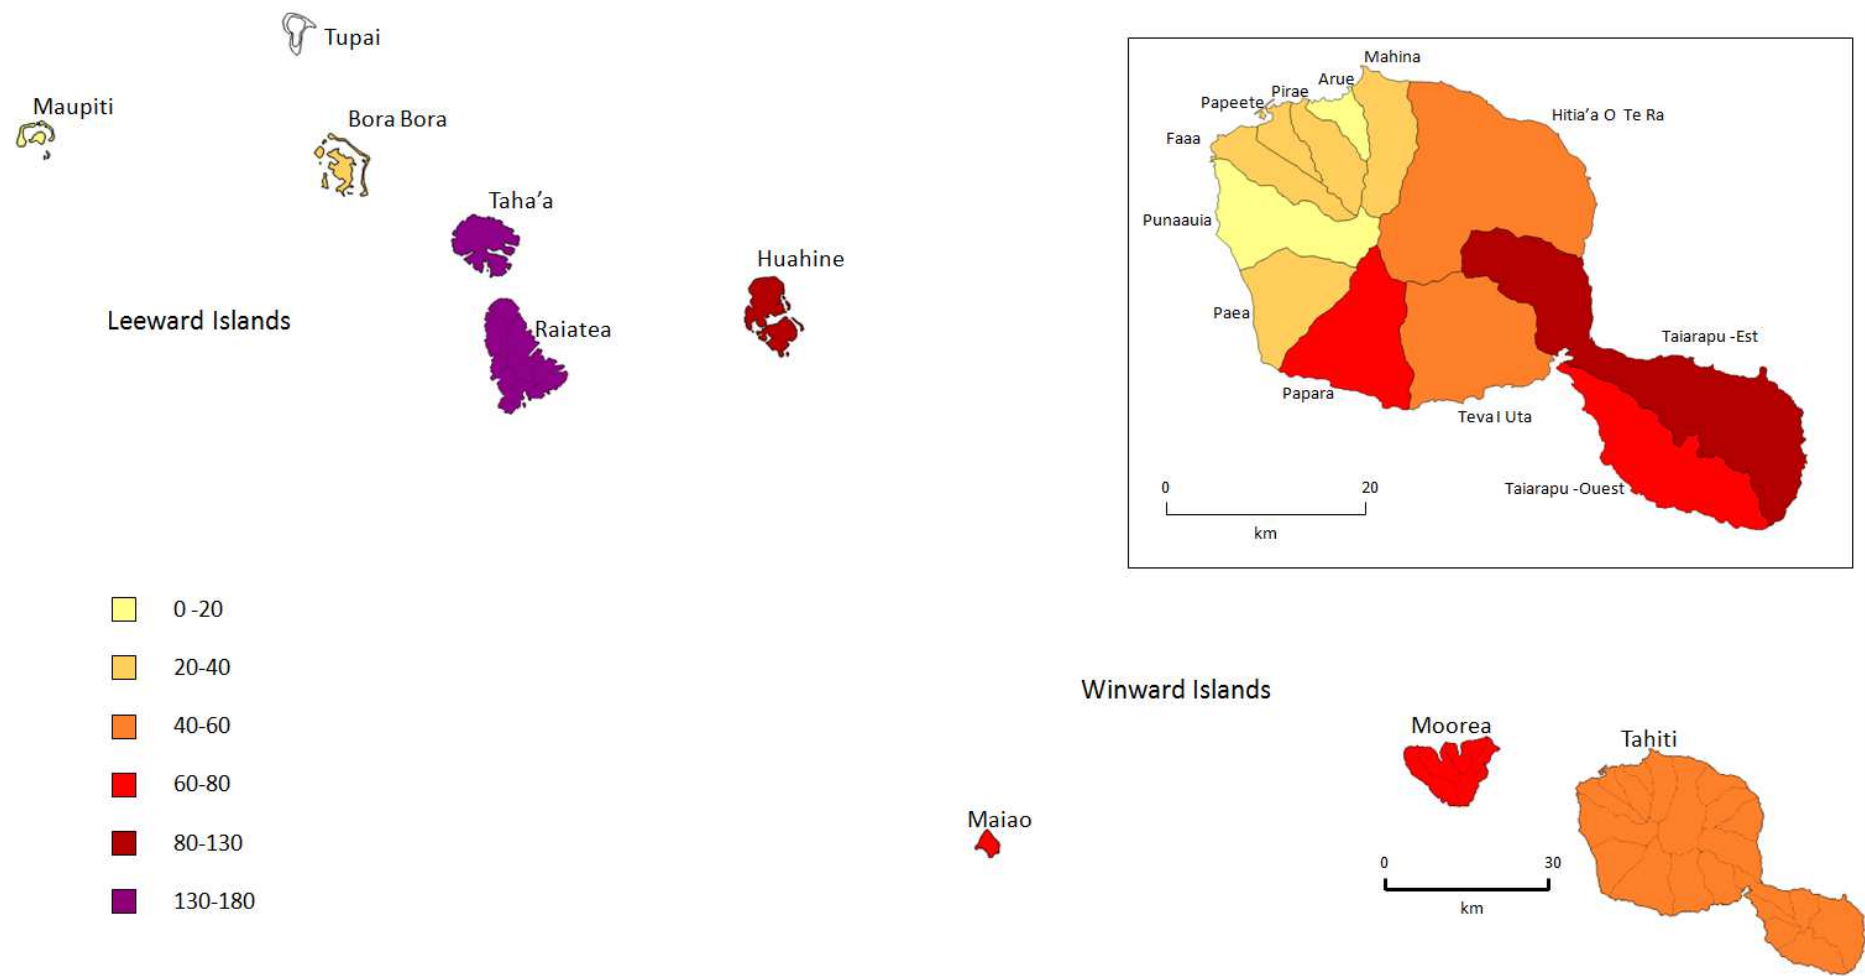 Tupai
Maupiti
Bora Bora
Taha’a
Huahine
Leeward Islands
Raiatea
Mahina
Arue
Pirae
Papeete
Hitia’a O Te Ra
Faaa
Punaauia
Paea
Taiarapu -Est
Papara
Teva I Uta
Taiarapu -Ouest
0 20
km
0 -20
20-40
40-60
60-80
80-130
130-180
Winward Islands
Moorea
Tahiti
Maiao
0 30
km